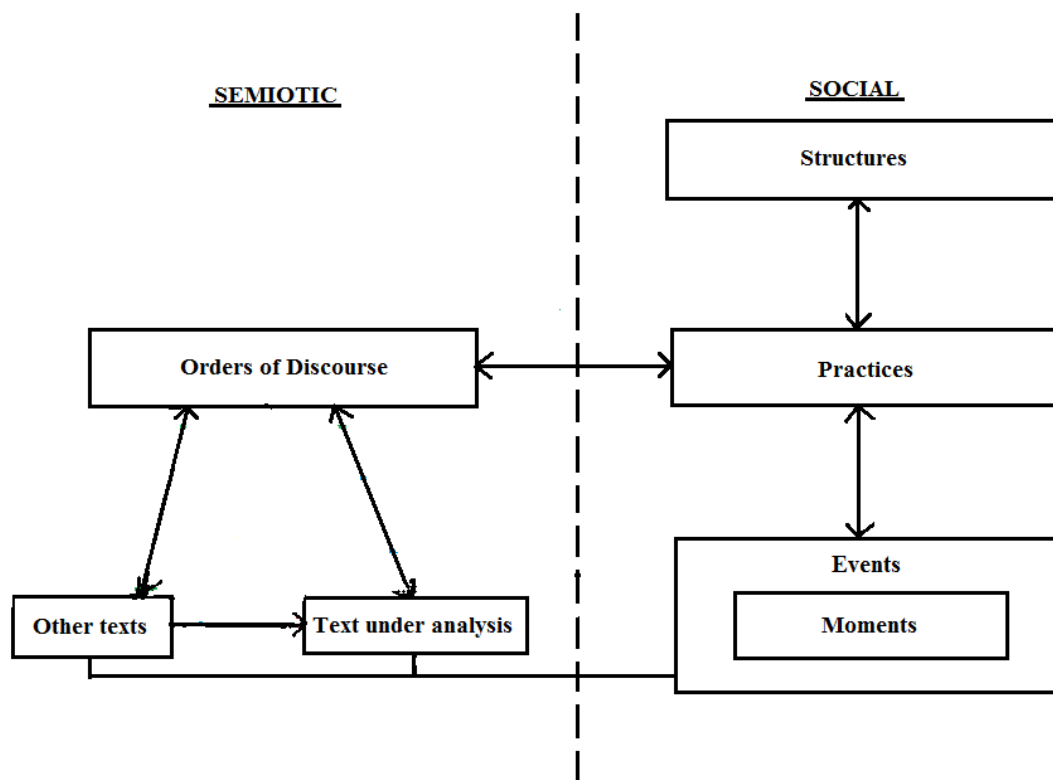 SEMIOTIC
SOCIAL
Structures
Orders of Discourse
Practices
Events
Moments
Other texts
Text under analysis